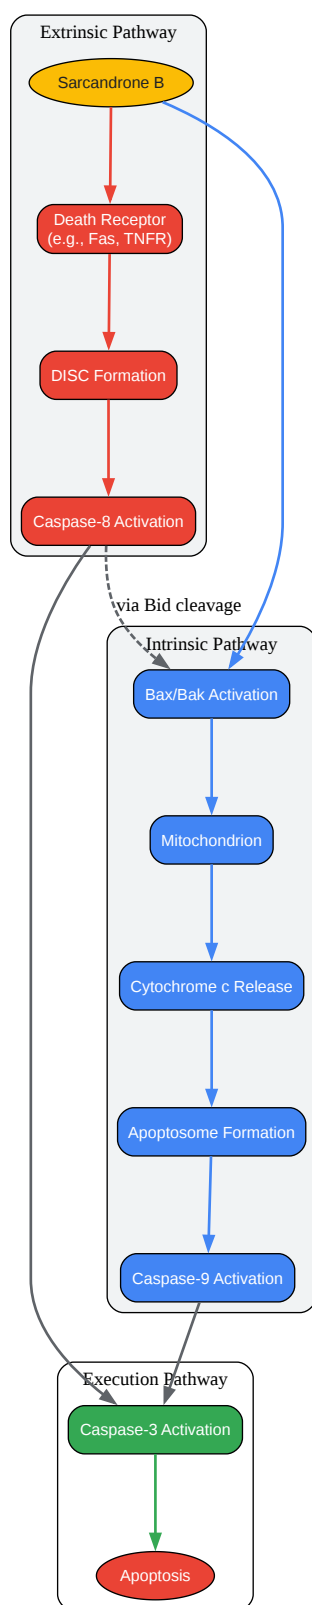 Extrinsic Pathway
Sarcandrone B
Death Receptor
(e.g., Fas, TNFR)
DISC Formation
Caspase-8 Activation
via Bid cleavage
Intrinsic Pathway
Bax/Bak Activation
Mitochondrion
Cytochrome c Release
Apoptosome Formation
Caspase-9 Activation
Execution Pathway
Caspase-3 Activation
Apoptosis